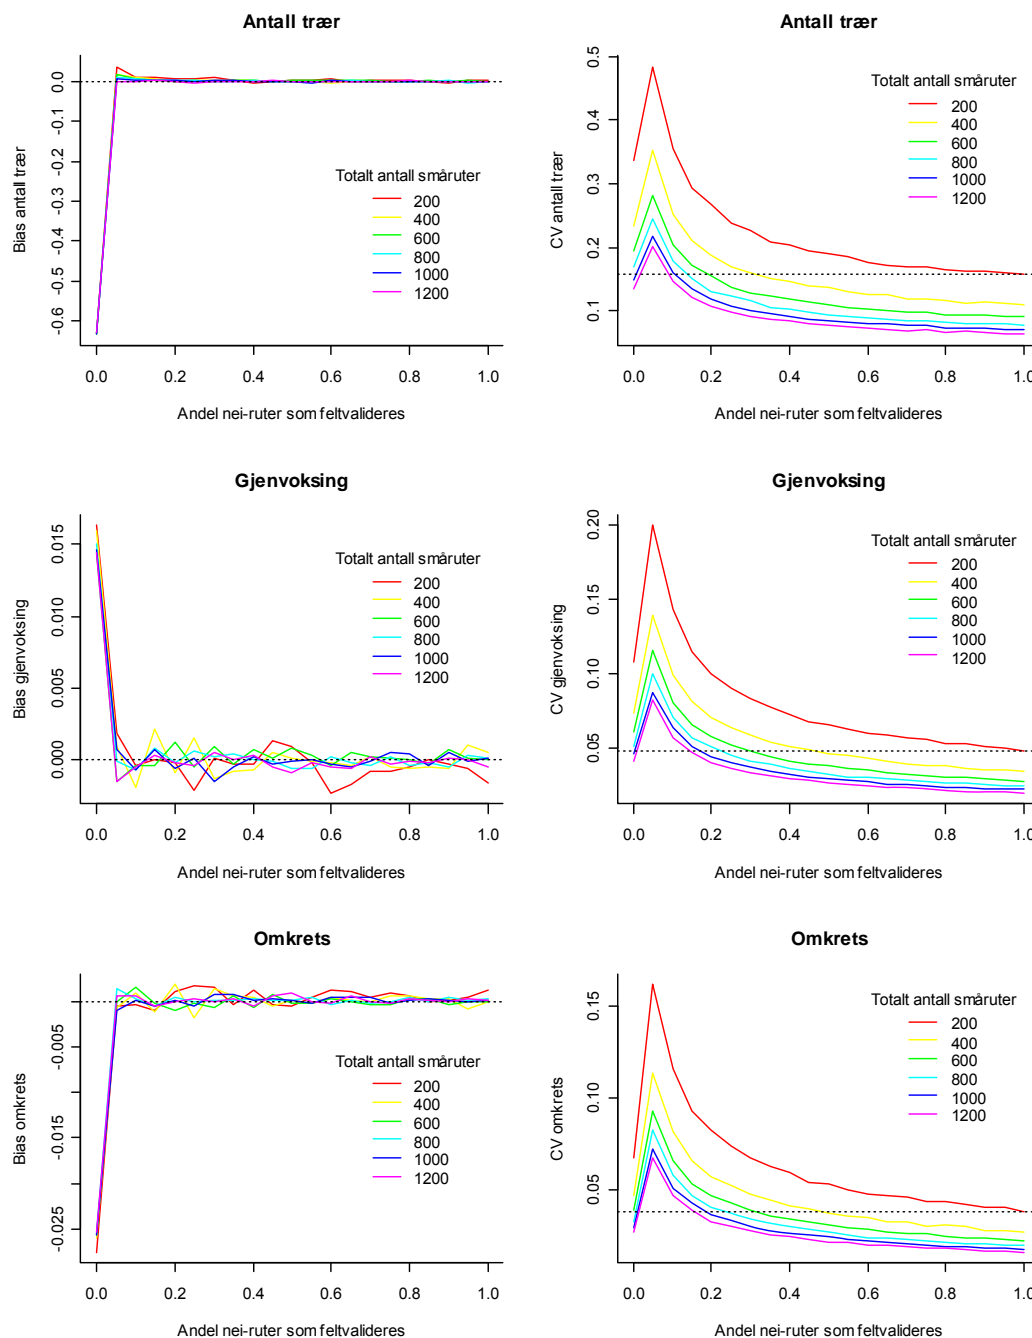 Antall trær
Bias antall trær
0.0
-0.1
-0.2
-0.3
-0.4
-0.5
-0.6
Totalt antall småruter
200
400
600
800
1000
1200
0.0 0.2 0.4 0.6 0.8 1.0
Andel nei-ruter som feltvalideres
Antall trær
CV antall trær
0.5
0.4
0.3
0.2
0.1
Totalt antall småruter
200
400
600
800
1000
1200
0.0 0.2 0.4 0.6 0.8 1.0
Andel nei-ruter som feltvalideres
Gjenvoksing
Bias gjenvoksing
0.015
0.010
0.005
0.000
Totalt antall småruter
200
400
600
800
1000
1200
0.0 0.2 0.4 0.6 0.8 1.0
Andel nei-ruter som feltvalideres
Gjenvoksing
CV gjenvoksing
0.20
0.15
0.10
0.05
Totalt antall småruter
200
400
600
800
1000
1200
0.0 0.2 0.4 0.6 0.8 1.0
Andel nei-ruter som feltvalideres
Omkrets
Bias omkrets
-0.005
-0.015
-0.025
Totalt antall småruter
200
400
600
800
1000
1200
0.0 0.2 0.4 0.6 0.8 1.0
Andel nei-ruter som feltvalideres
Omkrets
CV omkrets
0.15
0.10
0.05
Totalt antall småruter
200
400
600
800
1000
1200
0.0 0.2 0.4 0.6 0.8 1.0
Andel nei-ruter som feltvalideres